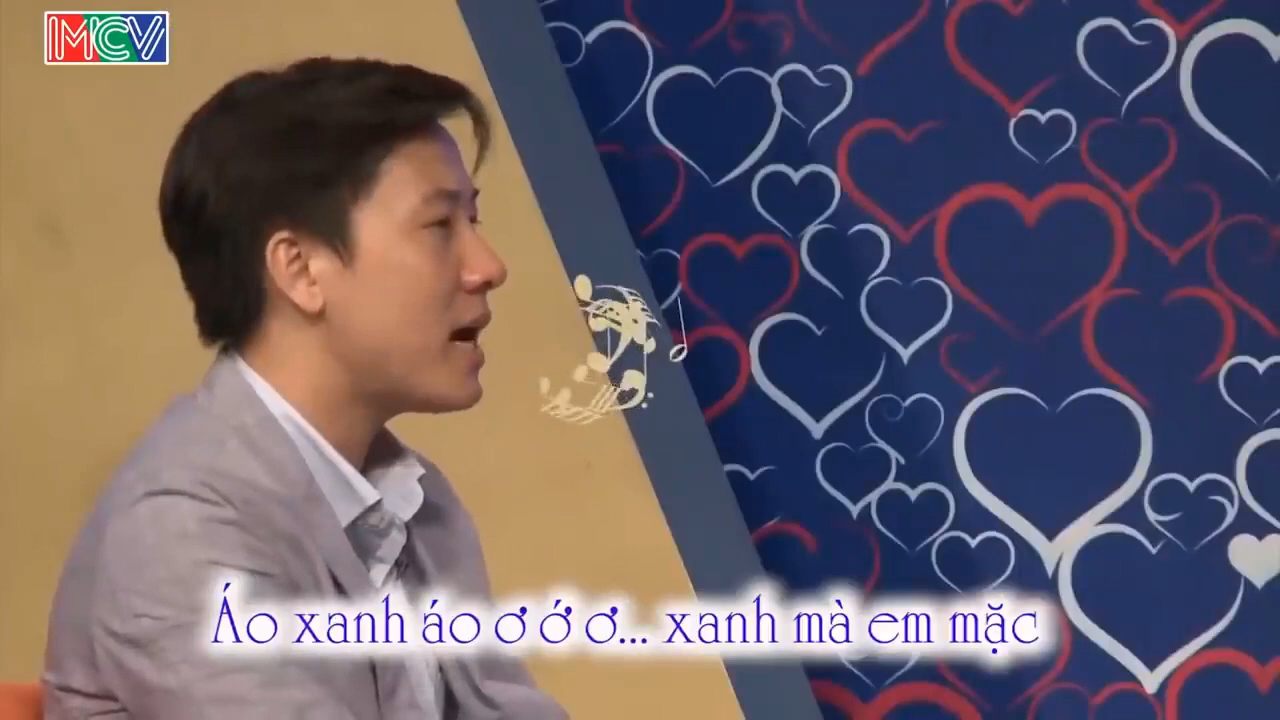 MCV
Áo xanh áo ơ ớ ơ... xanh mà em mặc